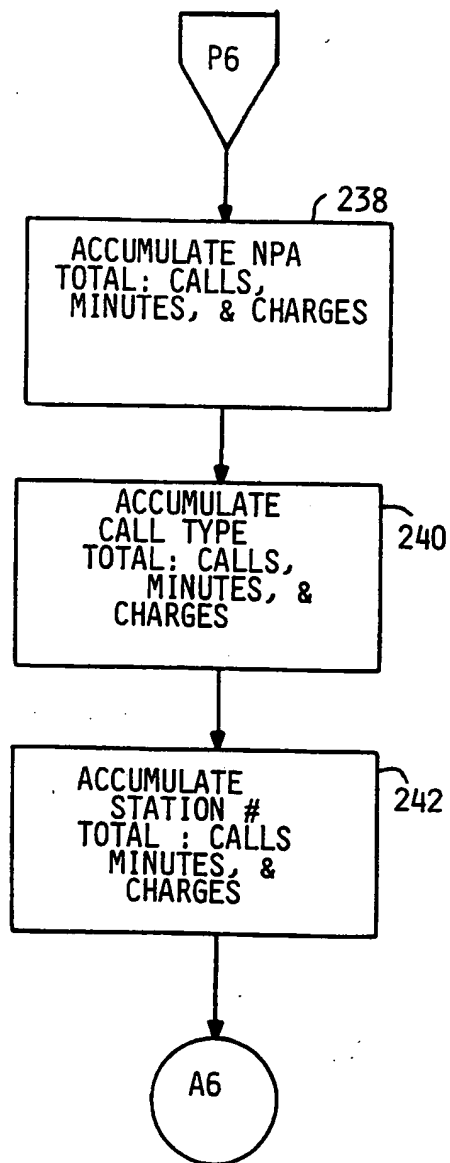 P6
238
ACCUMULATE NPA
TOTAL: CALLS,
MINUTES, & CHARGES
ACCUMULATE
CALL TYPE
TOTAL: CALLS,
MINUTES, &
CHARGES
240
ACCUMULATE
STATION #
TOTAL : CALLS
MINUTES, &
CHARGES
242
A6